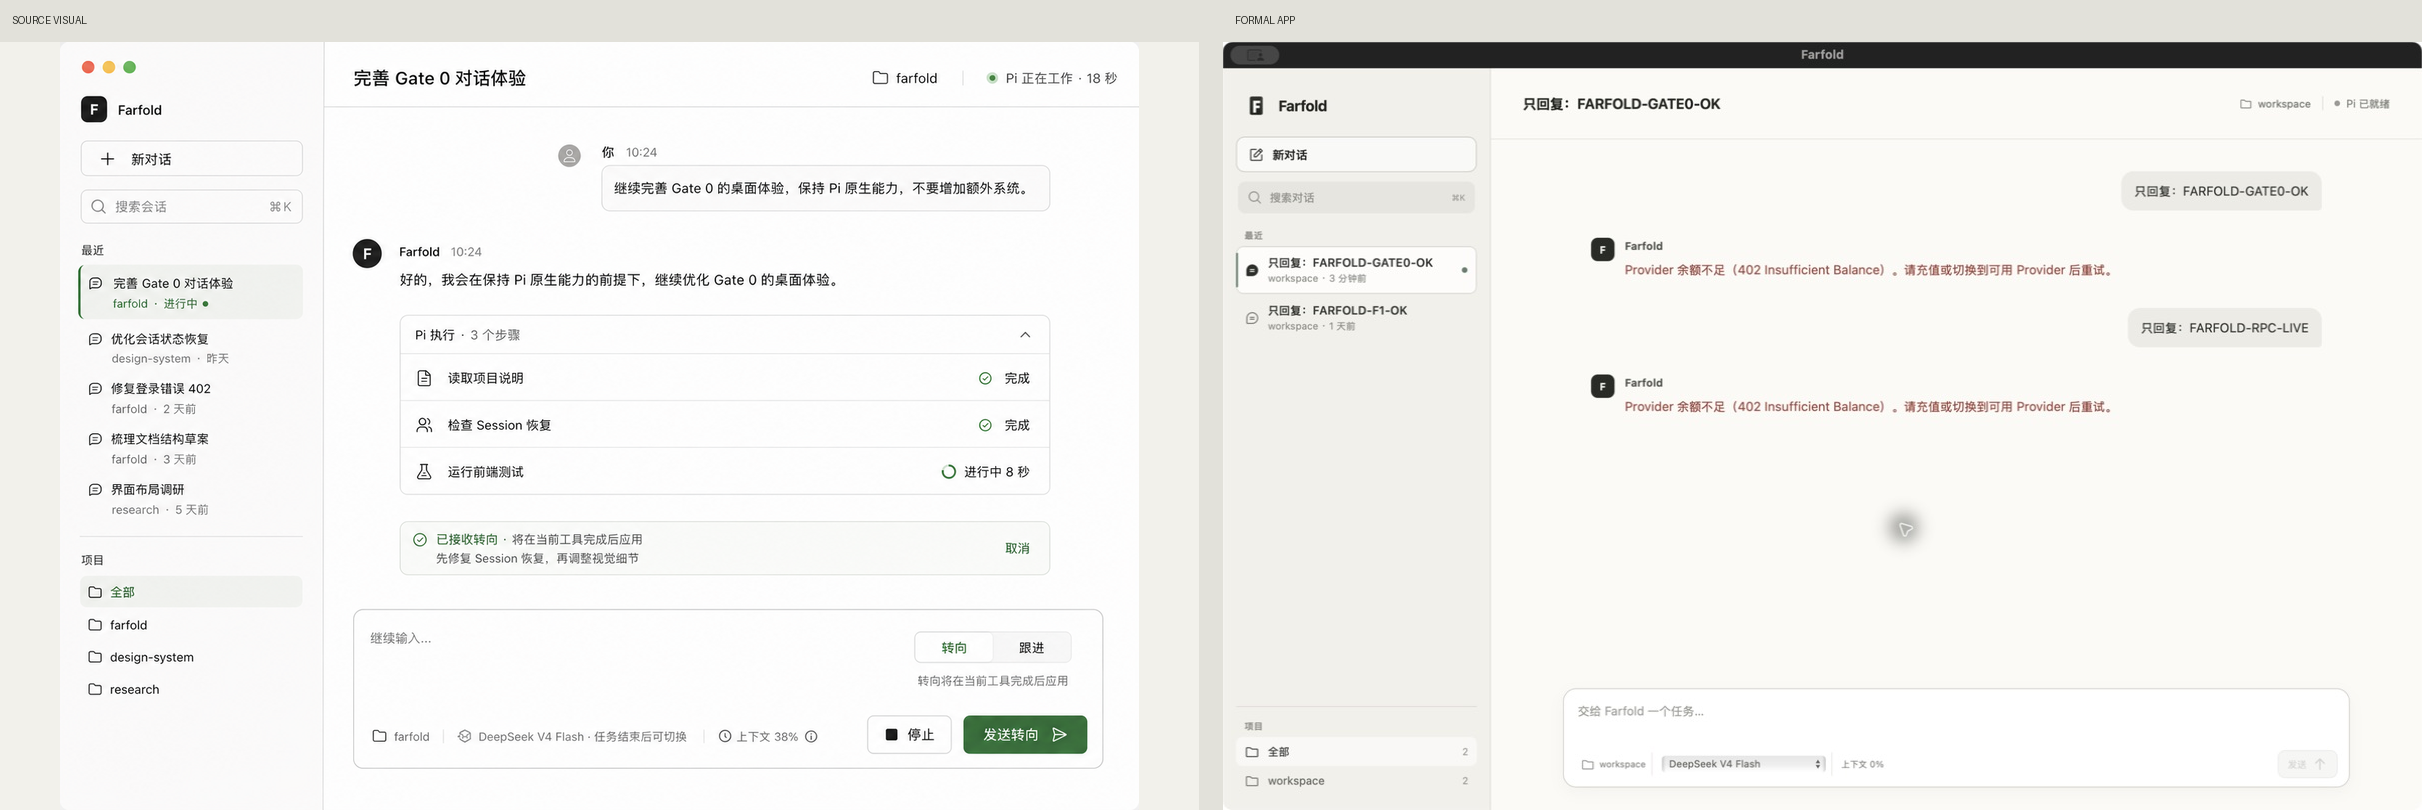 SOURCE VISUAL
F Farfold
新对话
搜索会话 ⌘K
最近
完善 Gate 0 对话体验
farfold · 进行中
优化会话状态恢复
design-system · 昨天
修复登录错误 402
farfold · 2 天前
梳理文档结构草案
farfold · 3 天前
界面布局调研
research · 5 天前
项目
全部
farfold
design-system
research
完善 Gate 0 对话体验
farfold
Pi 正在工作 · 18 秒
你 10:24
继续完善 Gate 0 的桌面体验，保持 Pi 原生能力，不要增加额外系统。
F Farfold 10:24
好的，我会在保持 Pi 原生能力的前提下，继续优化 Gate 0 的桌面体验。
Pi 执行 · 3 个步骤
读取项目说明 完成
检查 Session 恢复 完成
运行前端测试 进行中 8 秒
已接收转向 · 将在当前工具完成后应用
先修复 Session 恢复，再调整视觉细节
取消
继续输入...
转向 跟进
转向将在当前工具完成后应用
farfold
DeepSeek V4 Flash · 任务结束后可切换
上下文 38%
停止
发送转向
FORMAL APP
Farfold
F Farfold
新对话
搜索对话 ⌘K
最近
只回复：FARFOLD-GATE0-OK
workspace · 3 分钟前
只回复：FARFOLD-F1-OK
workspace · 1 天前
项目
全部 2
workspace 2
只回复：FARFOLD-GATE0-OK
workspace
Pi 已就绪
只回复：FARFOLD-GATE0-OK
F Farfold
Provider 余额不足（402 Insufficient Balance）。请充值或切换到可用 Provider 后重试。
只回复：FARFOLD-RPC-LIVE
F Farfold
Provider 余额不足（402 Insufficient Balance）。请充值或切换到可用 Provider 后重试。
交给 Farfold 一个任务...
workspace
DeepSeek V4 Flash
上下文 0%
发送